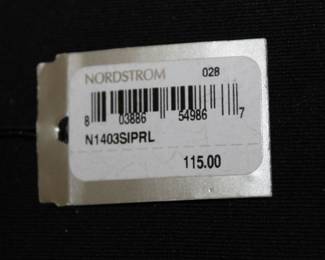 NORDSTROM 028
8 03886 54986 7
N1403SIPRL
115.00